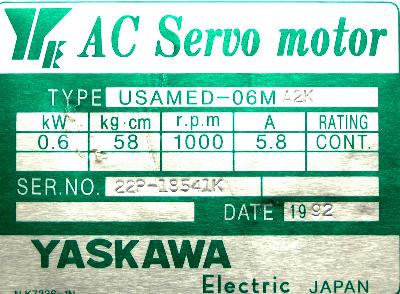 YK AC Servo motor
TYPE USAMED-06M A2K
kW kg·cm r.p.m A RATING
0.6 58 1000 5.8 CONT.
SER.NO. 22P-19541K
DATE 1992
YASKAWA
Electric JAPAN